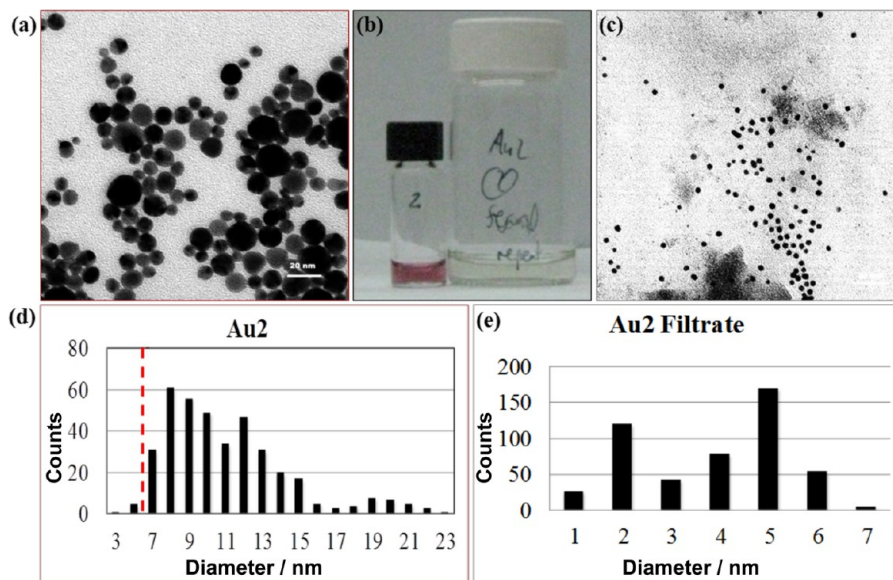 (a)
20 nm
(b)
2
Au2
CO
repeat
(c)
(d)
Au2
Counts
80
60
40
20
0
3 7 9 11 13 15 17 19 21 23
Diameter / nm
(e)
Au2 Filtrate
Counts
200
150
100
50
0
1 2 3 4 5 6 7
Diameter / nm